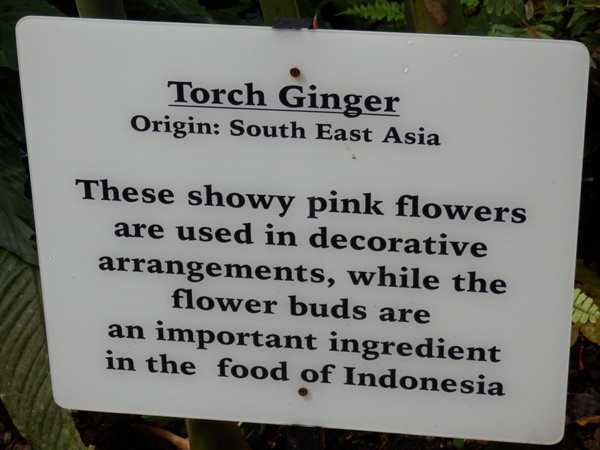 Torch Ginger
Origin: South East Asia
These showy pink flowers
are used in decorative
arrangements, while the
flower buds are
an important ingredient
in the food of Indonesia